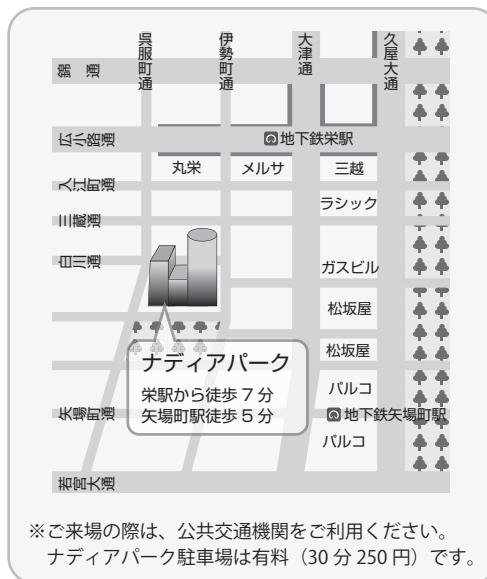 呉服町通
伊勢町通
大津通
久屋大通
錦通
広小路通
地下鉄栄駅
丸栄
メルサ
三越
入江町通
ラシック
三蔵通
白川通
ガスビル
松坂屋
松坂屋
ナディアパーク
栄駅から徒歩7分
矢場町駅徒歩5分
パルコ
矢場町通
地下鉄矢場町駅
パルコ
若宮大通
※ご来場の際は、公共交通機関をご利用ください。
ナディアパーク駐車場は有料(30分250円)です。